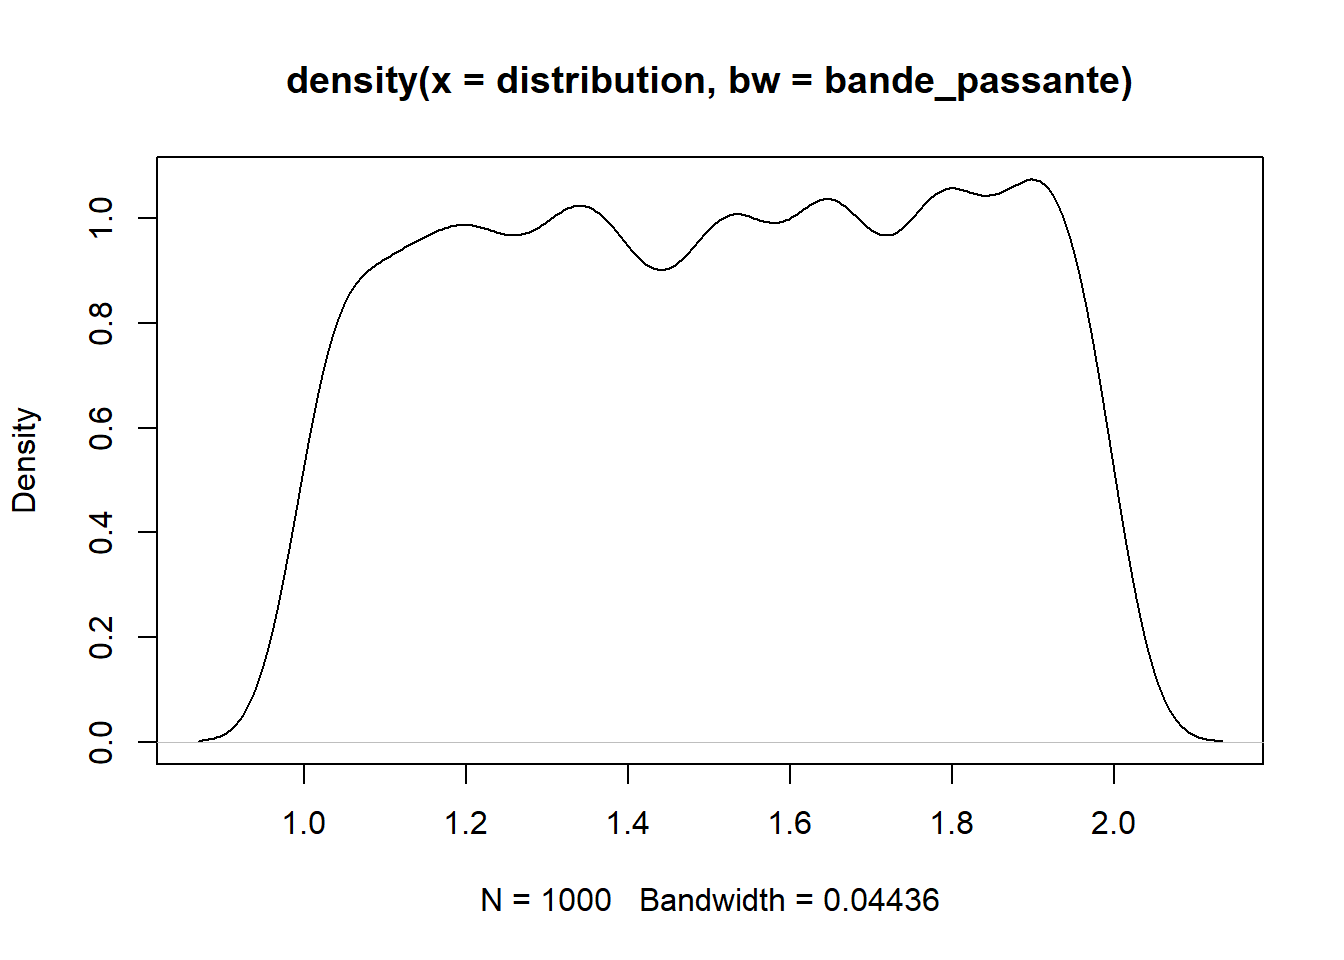 density(x = distribution, bw = bande_passante)
Density
1.0
0.8
0.6
0.4
0.2
0.0
1.0 1.2 1.4 1.6 1.8 2.0
N = 1000 Bandwidth = 0.04436